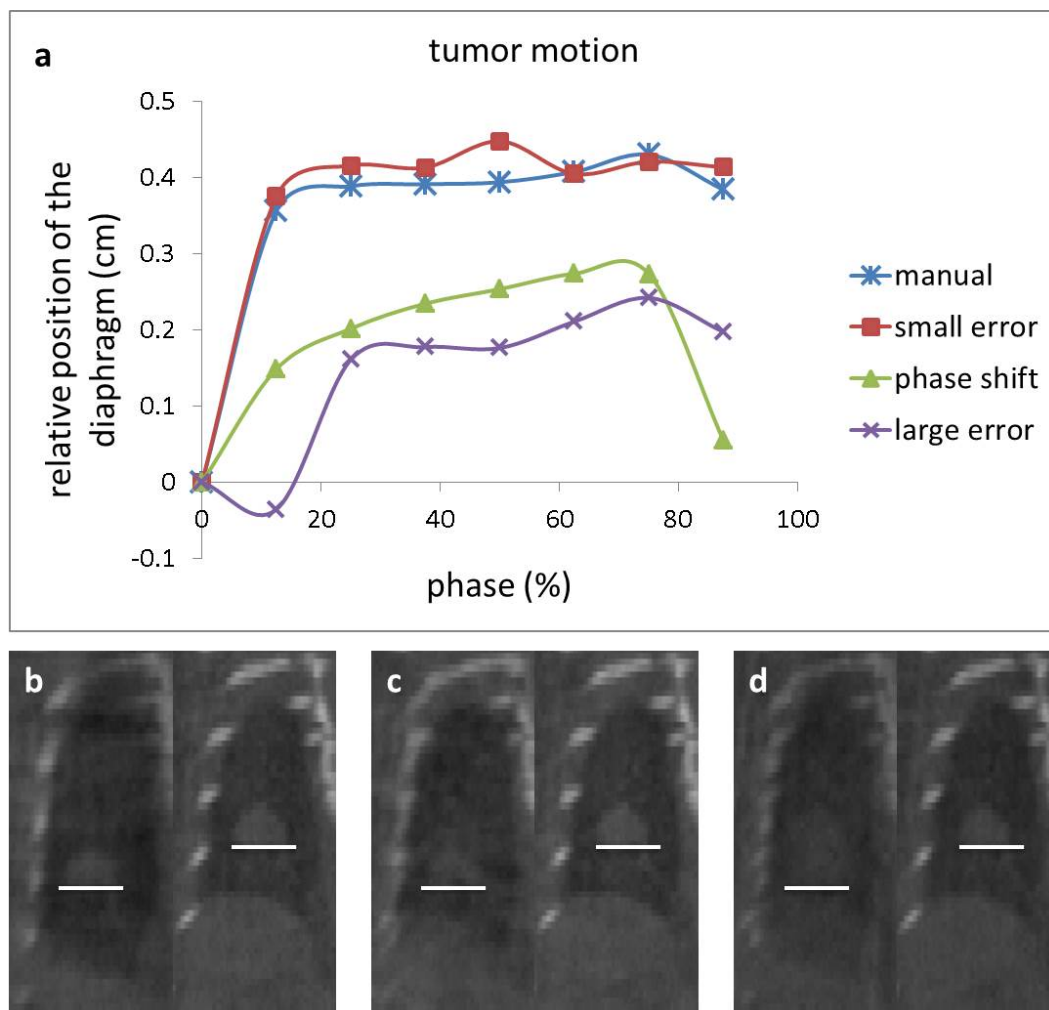 a
tumor motion
relative position of the
diaphragm (cm)
0.5
0.4
0.3
0.2
0.1
0
-0.1
0
20
40
60
80
100
phase (%)
manual
small error
phase shift
large error
b
c
d